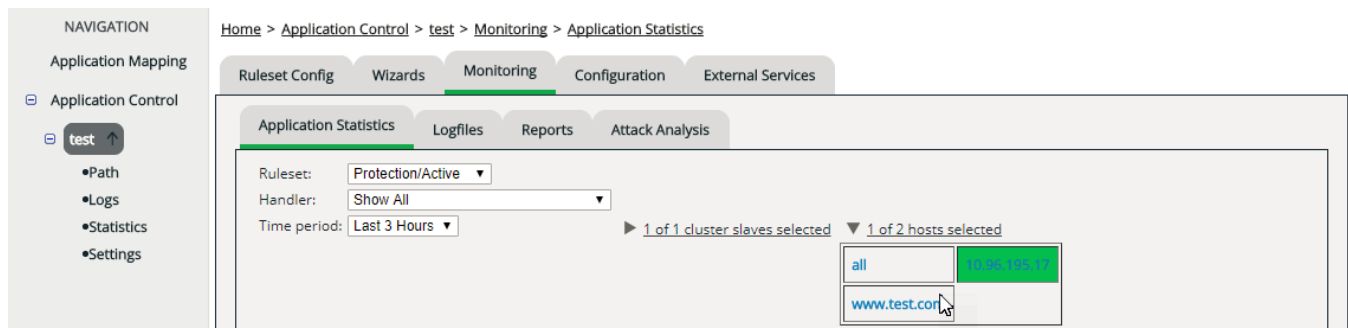 NAVIGATION
Application Mapping
Application Control
test ↑
•Path
•Logs
•Statistics
•Settings
Home > Application Control > test > Monitoring > Application Statistics
Ruleset Config Wizards Monitoring Configuration External Services
Application Statistics Logfiles Reports Attack Analysis
Ruleset: Protection/Active ▼
Handler: Show All ▼
Time period: Last 3 Hours ▼ ▶ 1 of 1 cluster slaves selected ▼ 1 of 2 hosts selected
all 10.96.195.17
www.test.com